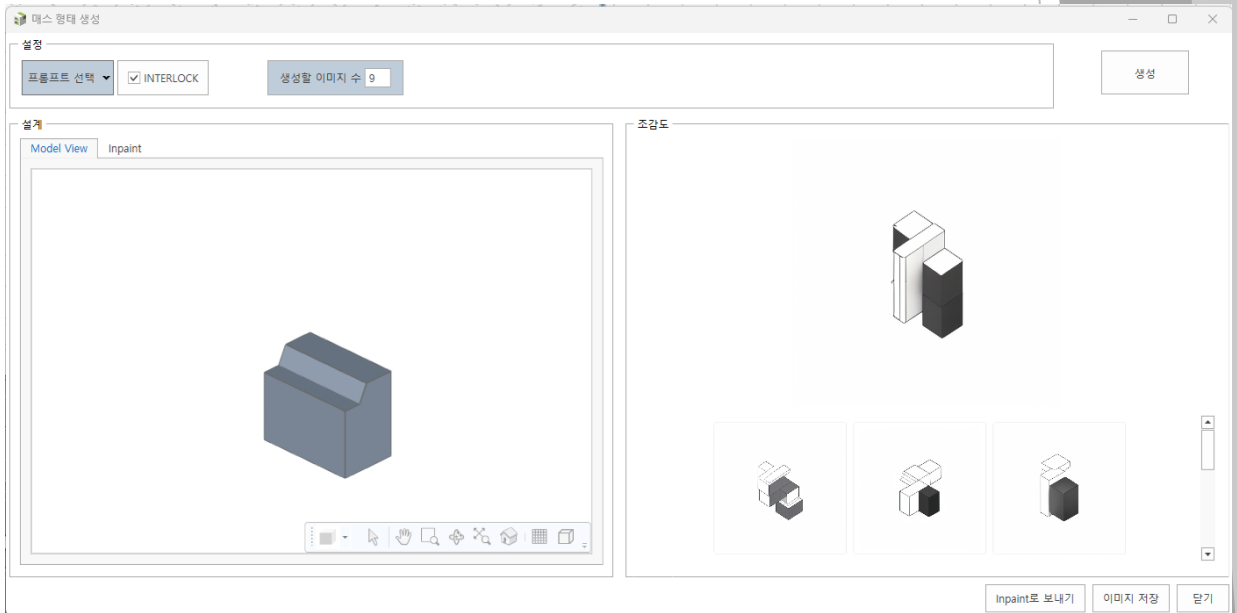 매스 형태 생성
설정
프롬프트 선택
INTERLOCK
생성할 이미지 수 9
생성
설계
Model View
Inpaint
조감도
Inpaint로 보내기
이미지 저장
닫기